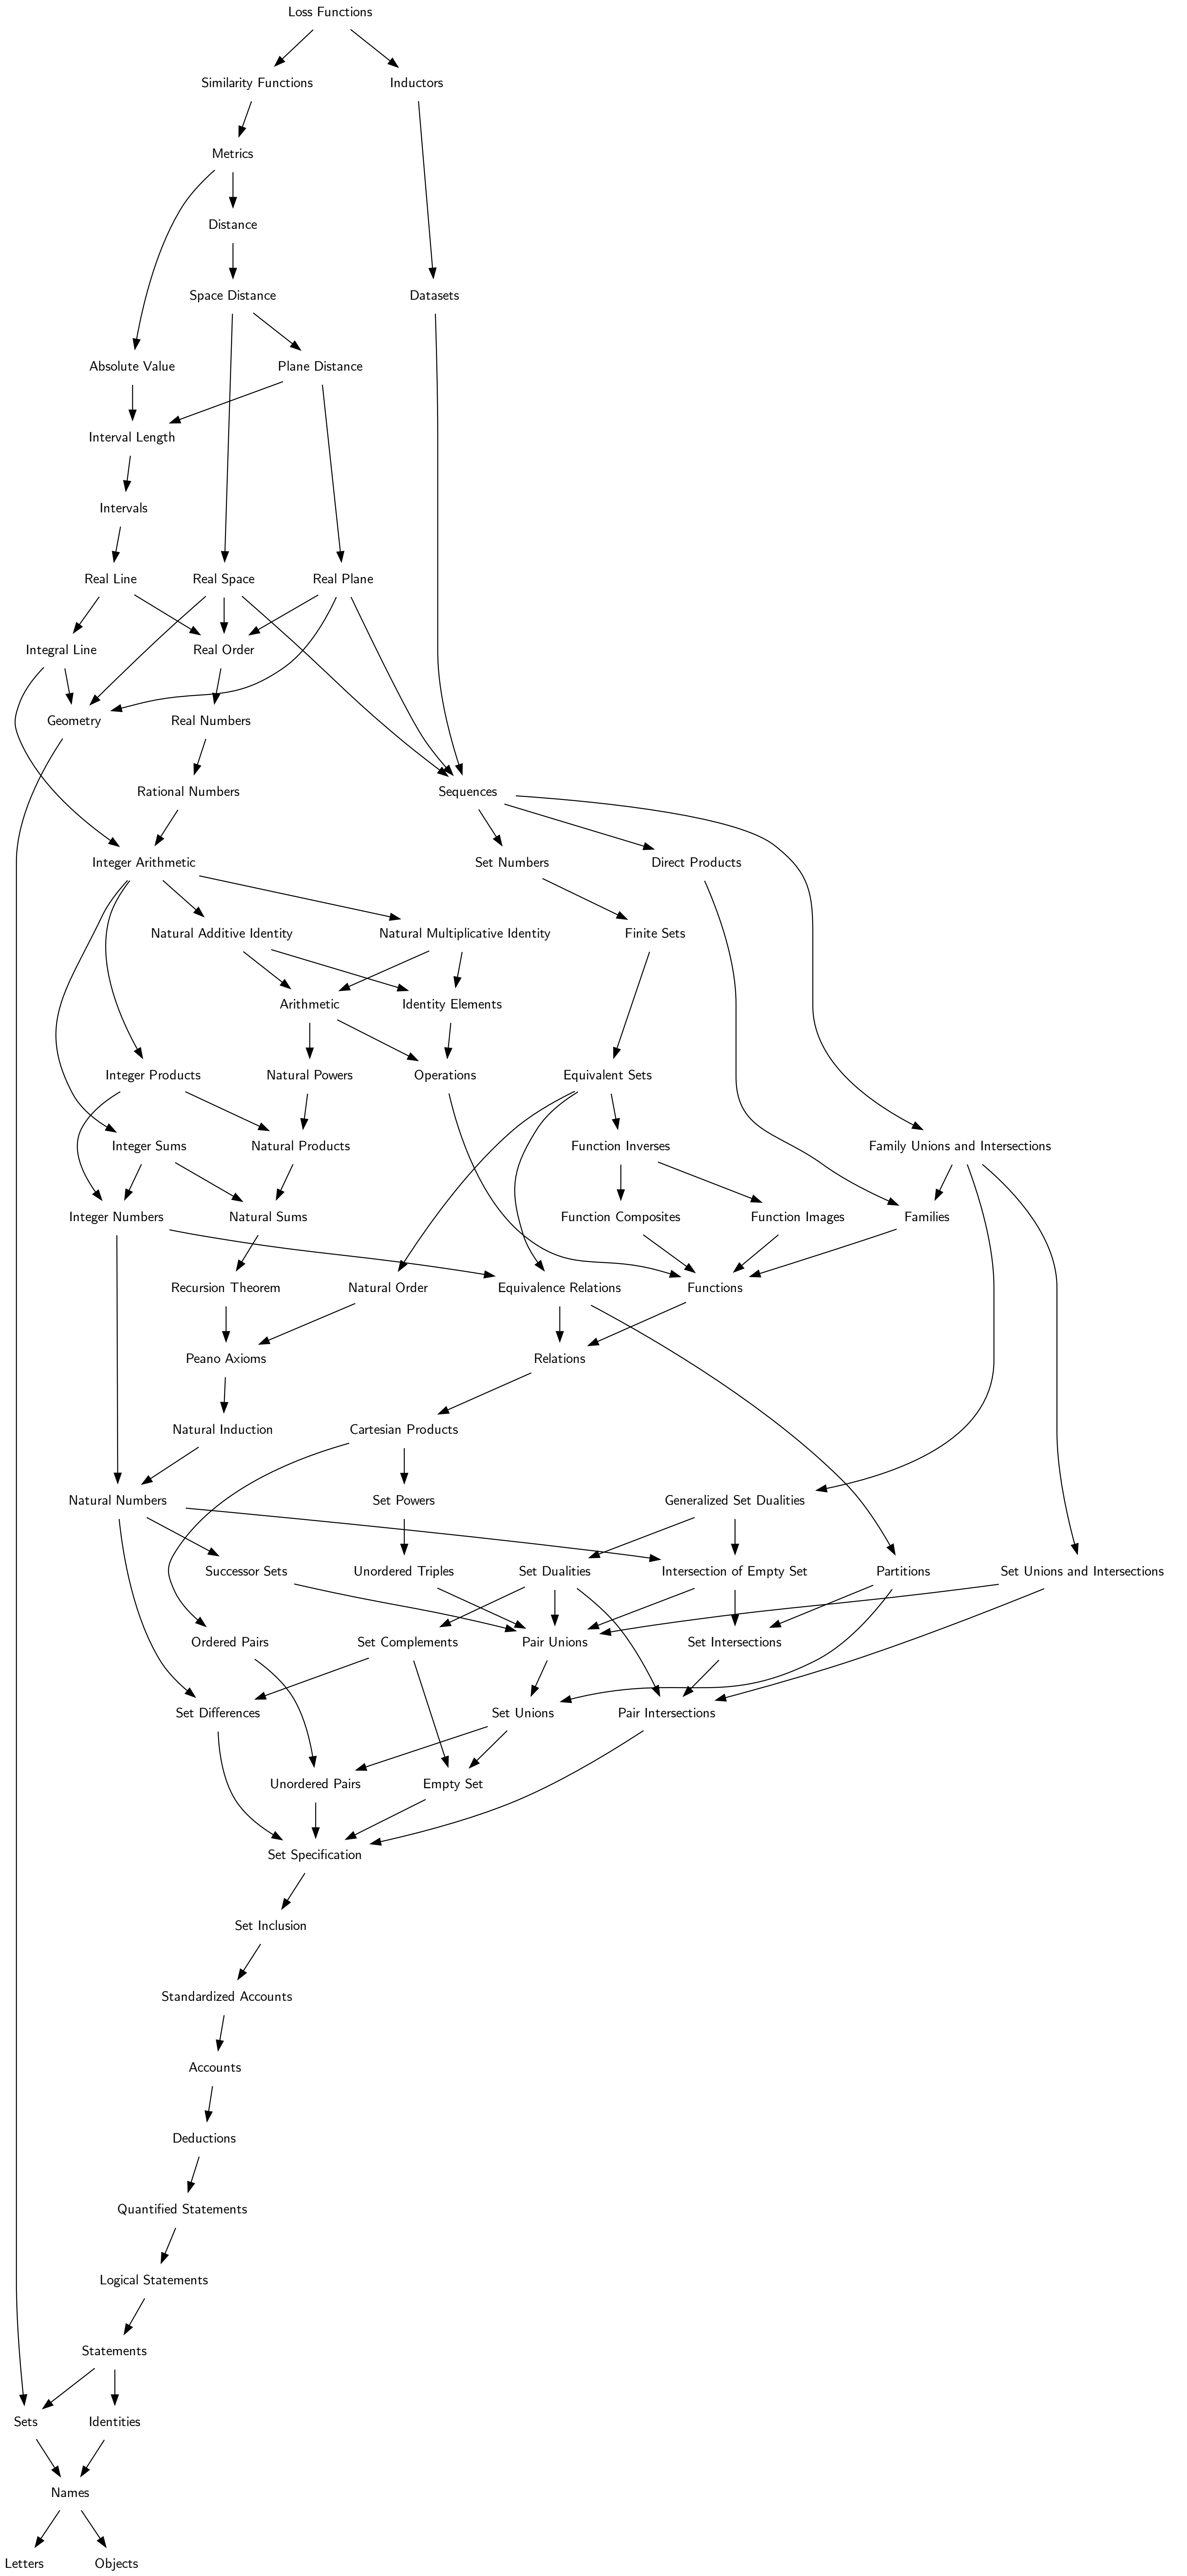 Loss Functions
Similarity Functions
Inductors
Metrics
Distance
Space Distance
Datasets
Absolute Value
Plane Distance
Interval Length
Intervals
Real Line
Real Space
Real Plane
Integral Line
Real Order
Geometry
Real Numbers
Rational Numbers
Sequences
Integer Arithmetic
Set Numbers
Direct Products
Natural Additive Identity
Natural Multiplicative Identity
Finite Sets
Arithmetic
Identity Elements
Integer Products
Natural Powers
Operations
Equivalent Sets
Integer Sums
Natural Products
Function Inverses
Family Unions and Intersections
Integer Numbers
Natural Sums
Function Composites
Function Images
Families
Recursion Theorem
Natural Order
Equivalence Relations
Functions
Peano Axioms
Relations
Natural Induction
Cartesian Products
Natural Numbers
Set Powers
Generalized Set Dualities
Successor Sets
Unordered Triples
Set Dualities
Intersection of Empty Set
Partitions
Set Unions and Intersections
Ordered Pairs
Set Complements
Pair Unions
Set Intersections
Set Differences
Set Unions
Pair Intersections
Unordered Pairs
Empty Set
Set Specification
Set Inclusion
Standardized Accounts
Accounts
Deductions
Quantified Statements
Logical Statements
Statements
Sets
Identities
Names
Letters
Objects